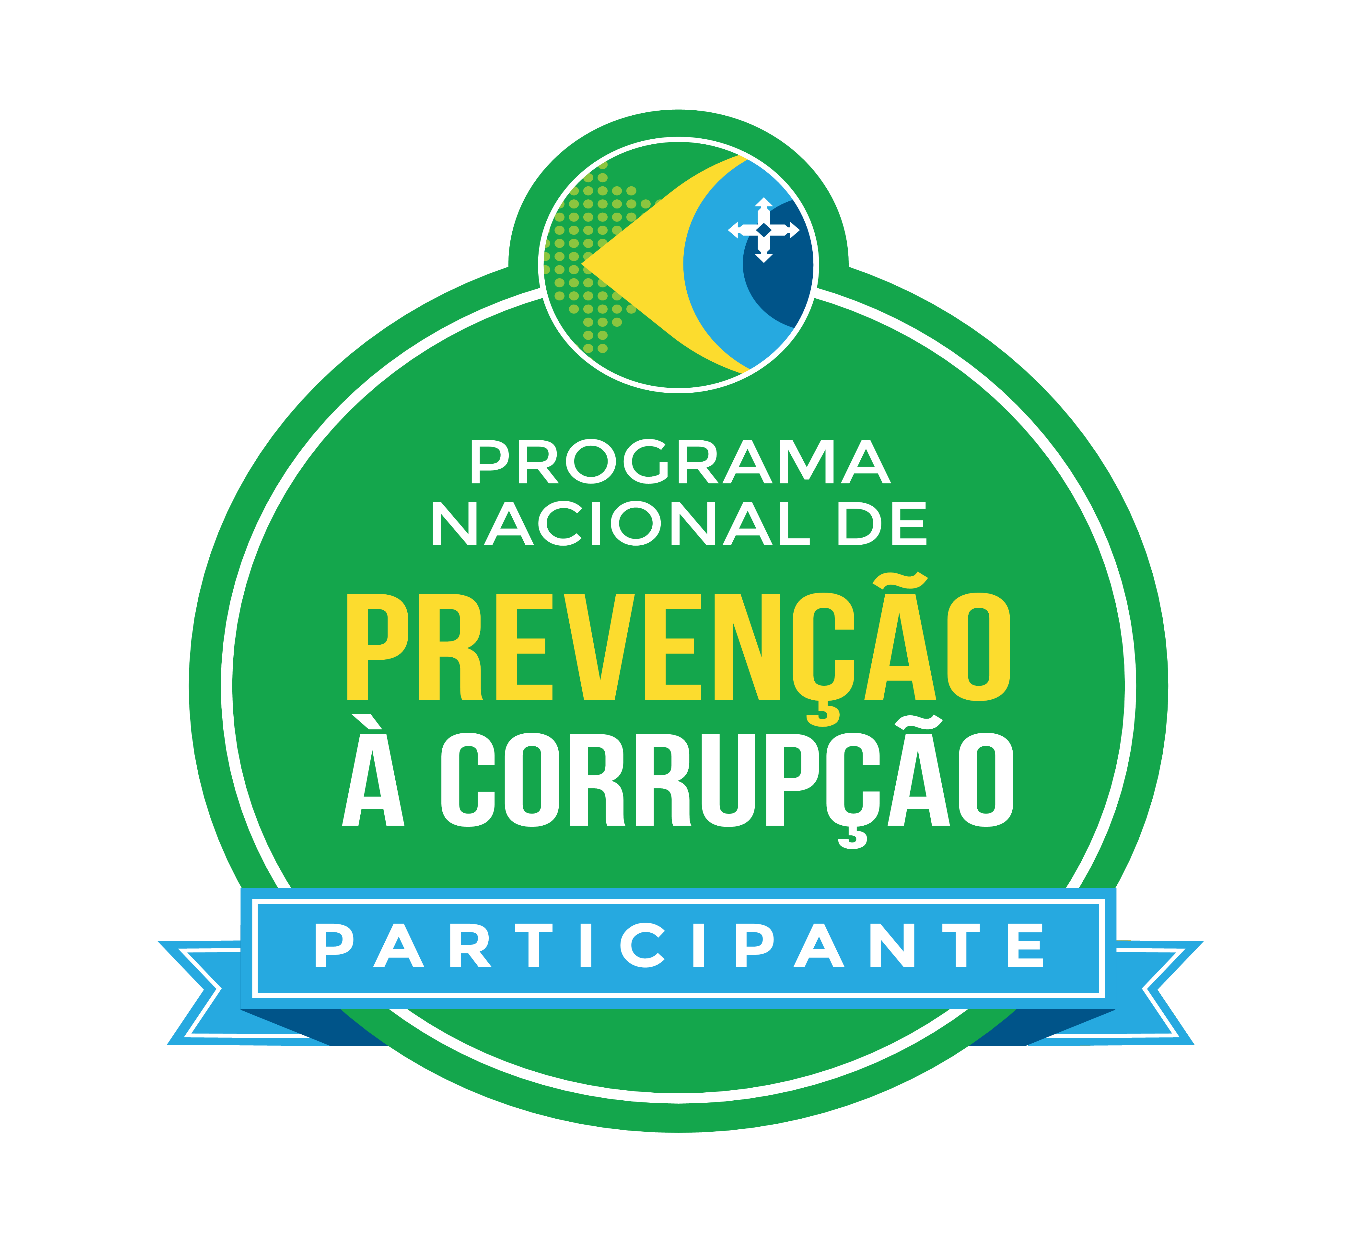 PROGRAMA
NACIONAL DE
PREVENÇÃO
À CORRUPÇÃO
PARTICIPANTE